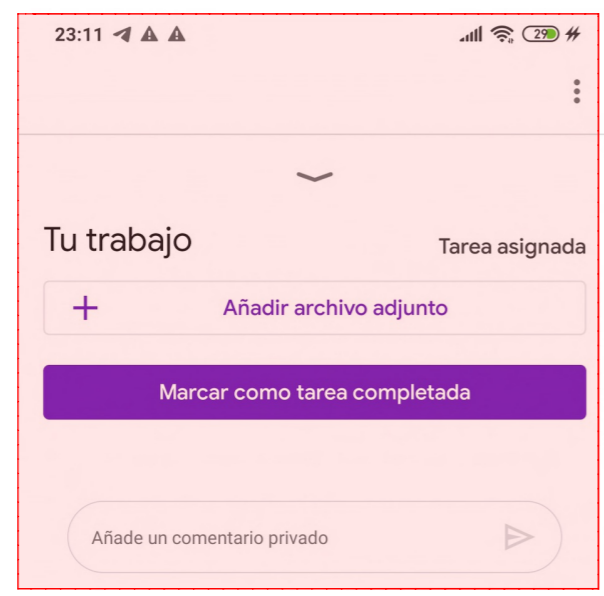 23:11 29
Tu trabajo
Tarea asignada
Añadir archivo adjunto
Marcar como tarea completada
Añade un comentario privado